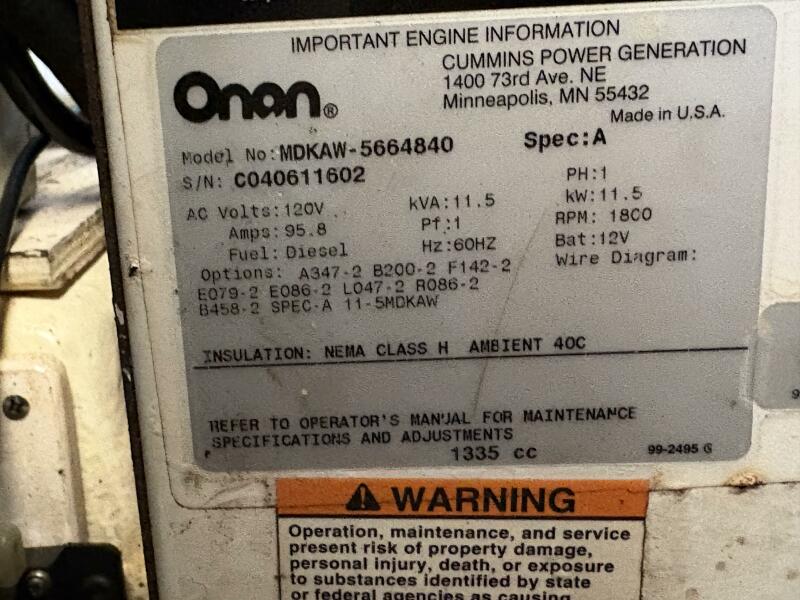 IMPORTANT ENGINE INFORMATION
Onan®
CUMMINS POWER GENERATION
1400 73rd Ave. NE
Minneapolis, MN 55432
Made in U.S.A.
Model No:MDKAW-5664840 Spec:A
S/N: C040611602 PH:1
AC Volts:120V kVA:11.5 kW:11.5
Amps:95.8 Pf:1 RPM: 1800
Fuel:Diesel Hz:60HZ Bat:12V
Options: A347-2 B200-2 F142-2 Wire Diagram:
E079-2 E086-2 L047-2 R086-2
B458-2 SPEC-A 11-5MDKAW
INSULATION: NEMA CLASS H AMBIENT 40C
REFER TO OPERATOR'S MANUAL FOR MAINTENANCE
SPECIFICATIONS AND ADJUSTMENTS
1335 cc 99-2495 G
WARNING
Operation, maintenance, and service
present risk of property damage,
personal injury, death, or exposure
to substances identified by state
or federal agencies as causing